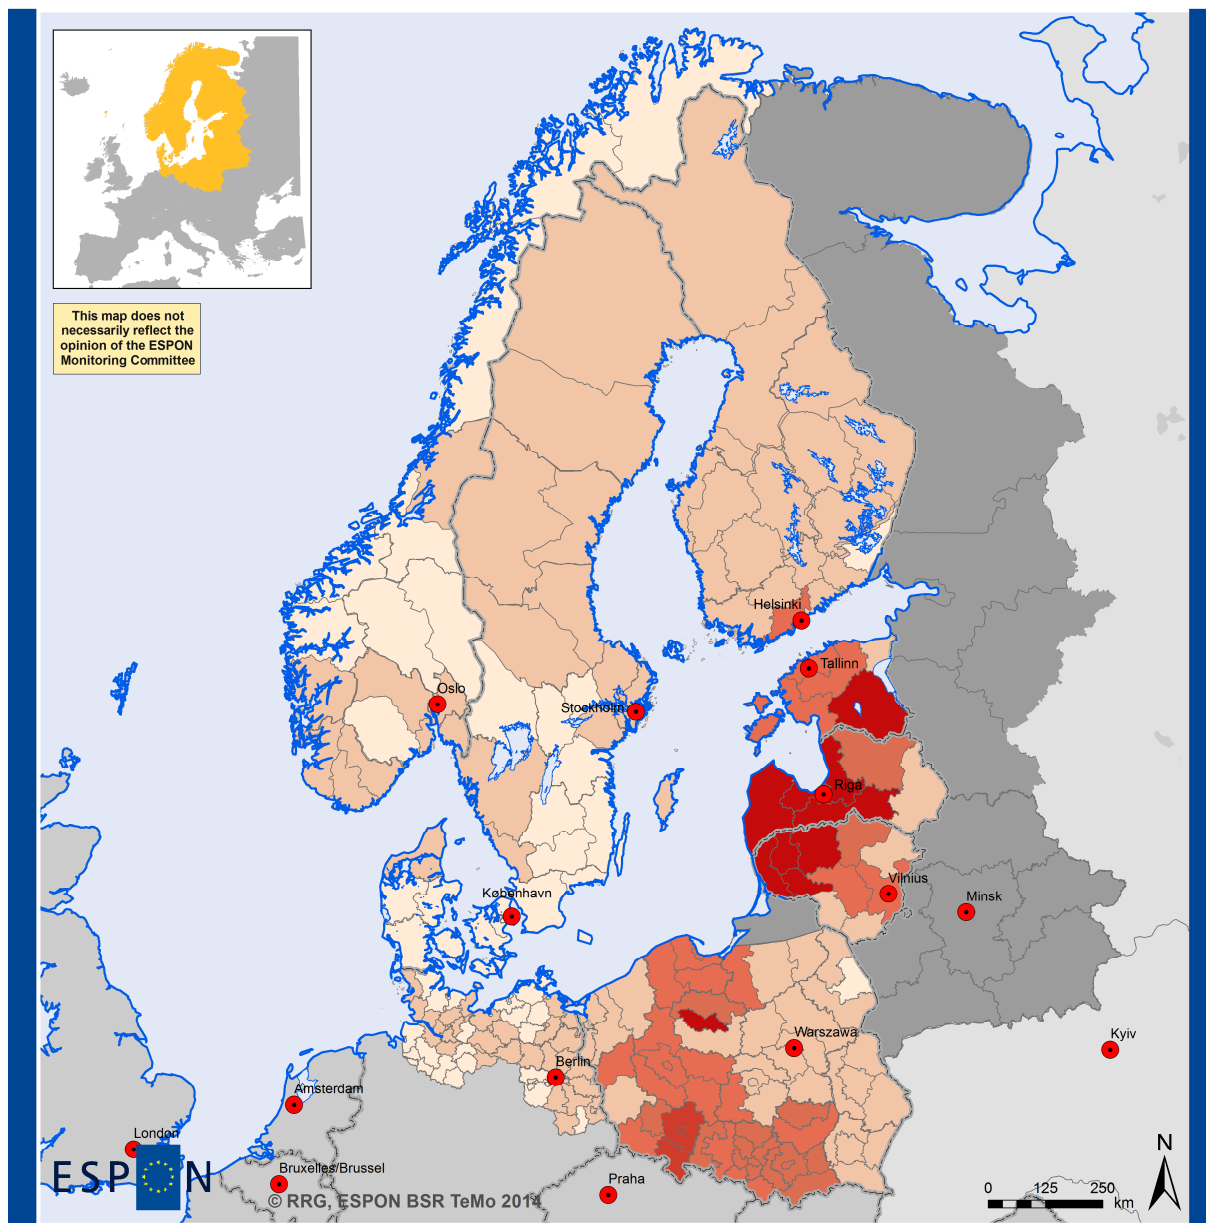 This map does not
necessarily reflect the
opinion of the ESPON
Monitoring Committee
Helsinki
Tallinn
Oslo
Stockholm
Riga
Vilnius
Minsk
København
Warszawa
Kyiv
Berlin
Amsterdam
London
Bruxelles/Brussel
Praha
ESPON
© RRG, ESPON BSR TeMo 2014
N
0 125 250
km